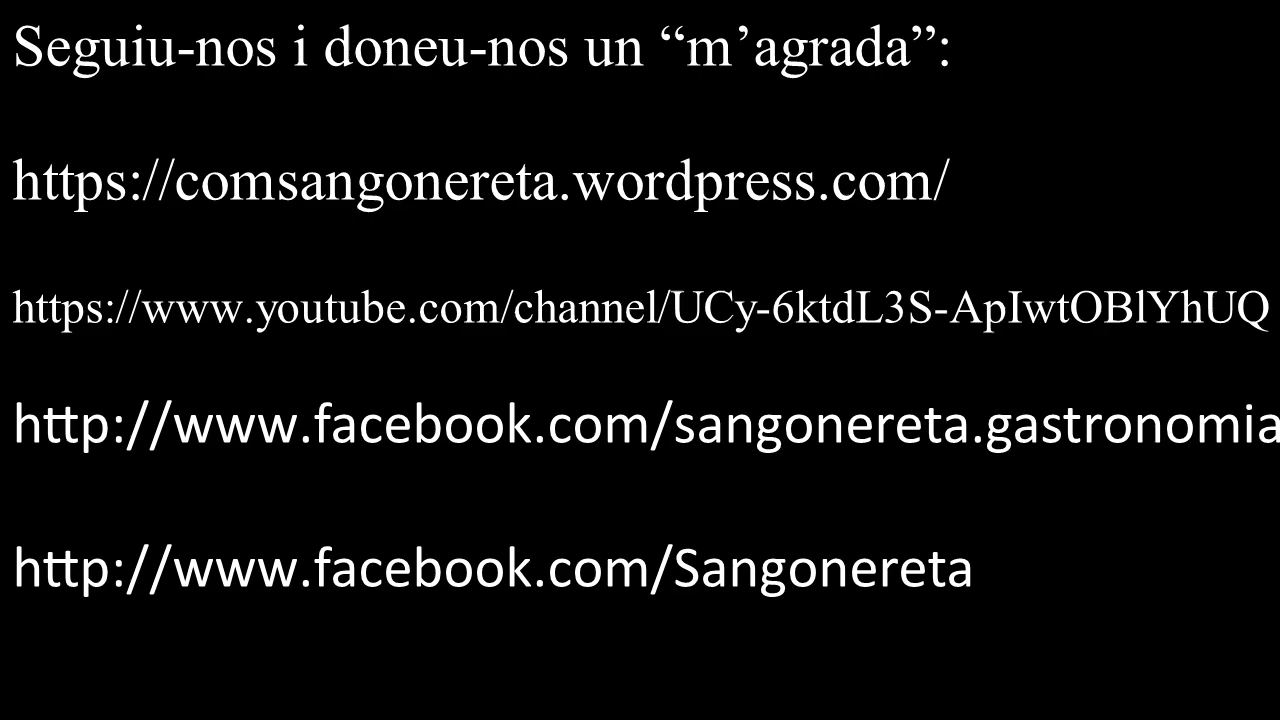 Seguiu-nos i doneu-nos un “m’agrada”:
https://comsangonereta.wordpress.com/
https://www.youtube.com/channel/UCy-6ktdL3S-ApIwtOBlYhUQ
http://www.facebook.com/sangonereta.gastronomia
http://www.facebook.com/Sangonereta